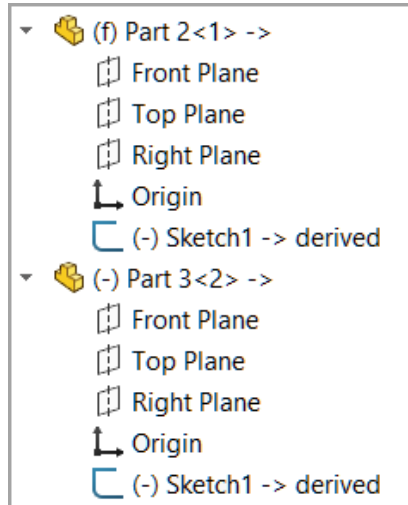 (f) Part 2<1> ->
Front Plane
Top Plane
Right Plane
Origin
(-) Sketch1 -> derived
(-) Part 3<2> ->
Front Plane
Top Plane
Right Plane
Origin
(-) Sketch1 -> derived